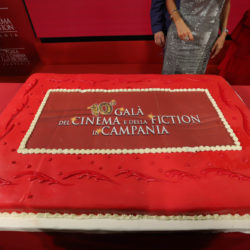 10° GALÀ
DEL CINEMA E DELLA FICTION
IN CAMPANIA